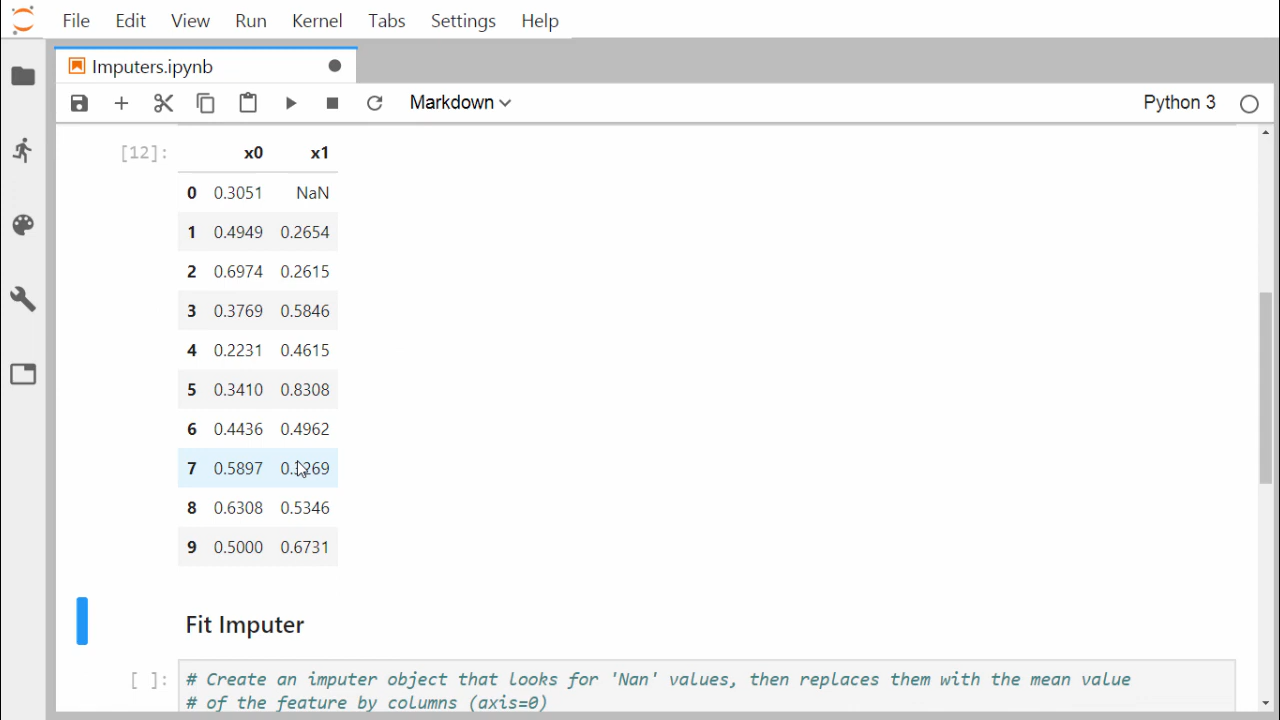 File Edit View Run Kernel Tabs Settings Help
Imputers.ipynb
Markdown Python 3
[12]: x0 x1
0 0.3051 NaN
1 0.4949 0.2654
2 0.6974 0.2615
3 0.3769 0.5846
4 0.2231 0.4615
5 0.3410 0.8308
6 0.4436 0.4962
7 0.5897
8 0.6308 0.5346
9 0.5000 0.6731
Fit Imputer
[ ]: # Create an imputer object that looks for 'Nan' values, then replaces them with the mean value
# of the feature by columns (axis=0)